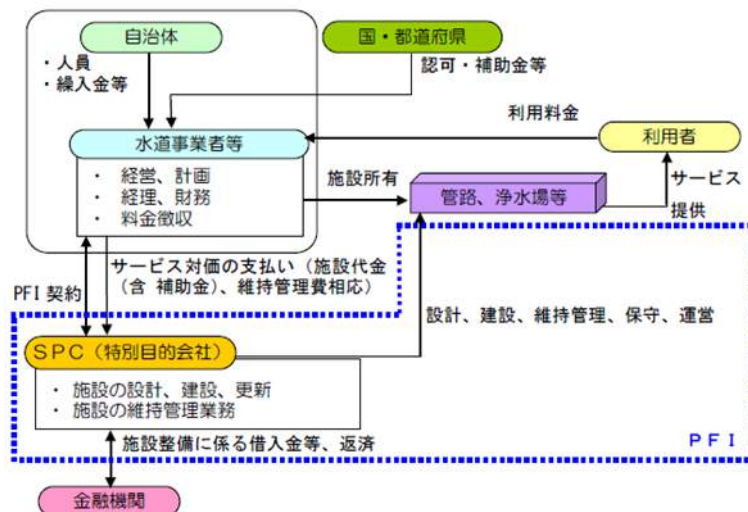 自治体
国・都道府県
・人員
・繰入金等
認可・補助金等
利用料金
水道事業者等
利用者
・ 経営、計画
・ 経理、財務
・ 料金徴収
施設所有
管路、浄水場等
サービス
提供
サービス対価の支払い（施設代金
（含 補助金）、維持管理費相応）
PFI 契約
設計、建設、維持管理、保守、運営
ＳＰＣ（特別目的会社）
・ 施設の設計、建設、更新
・ 施設の維持管理業務
ＰＦＩ
施設整備に係る借入金等、返済
金融機関